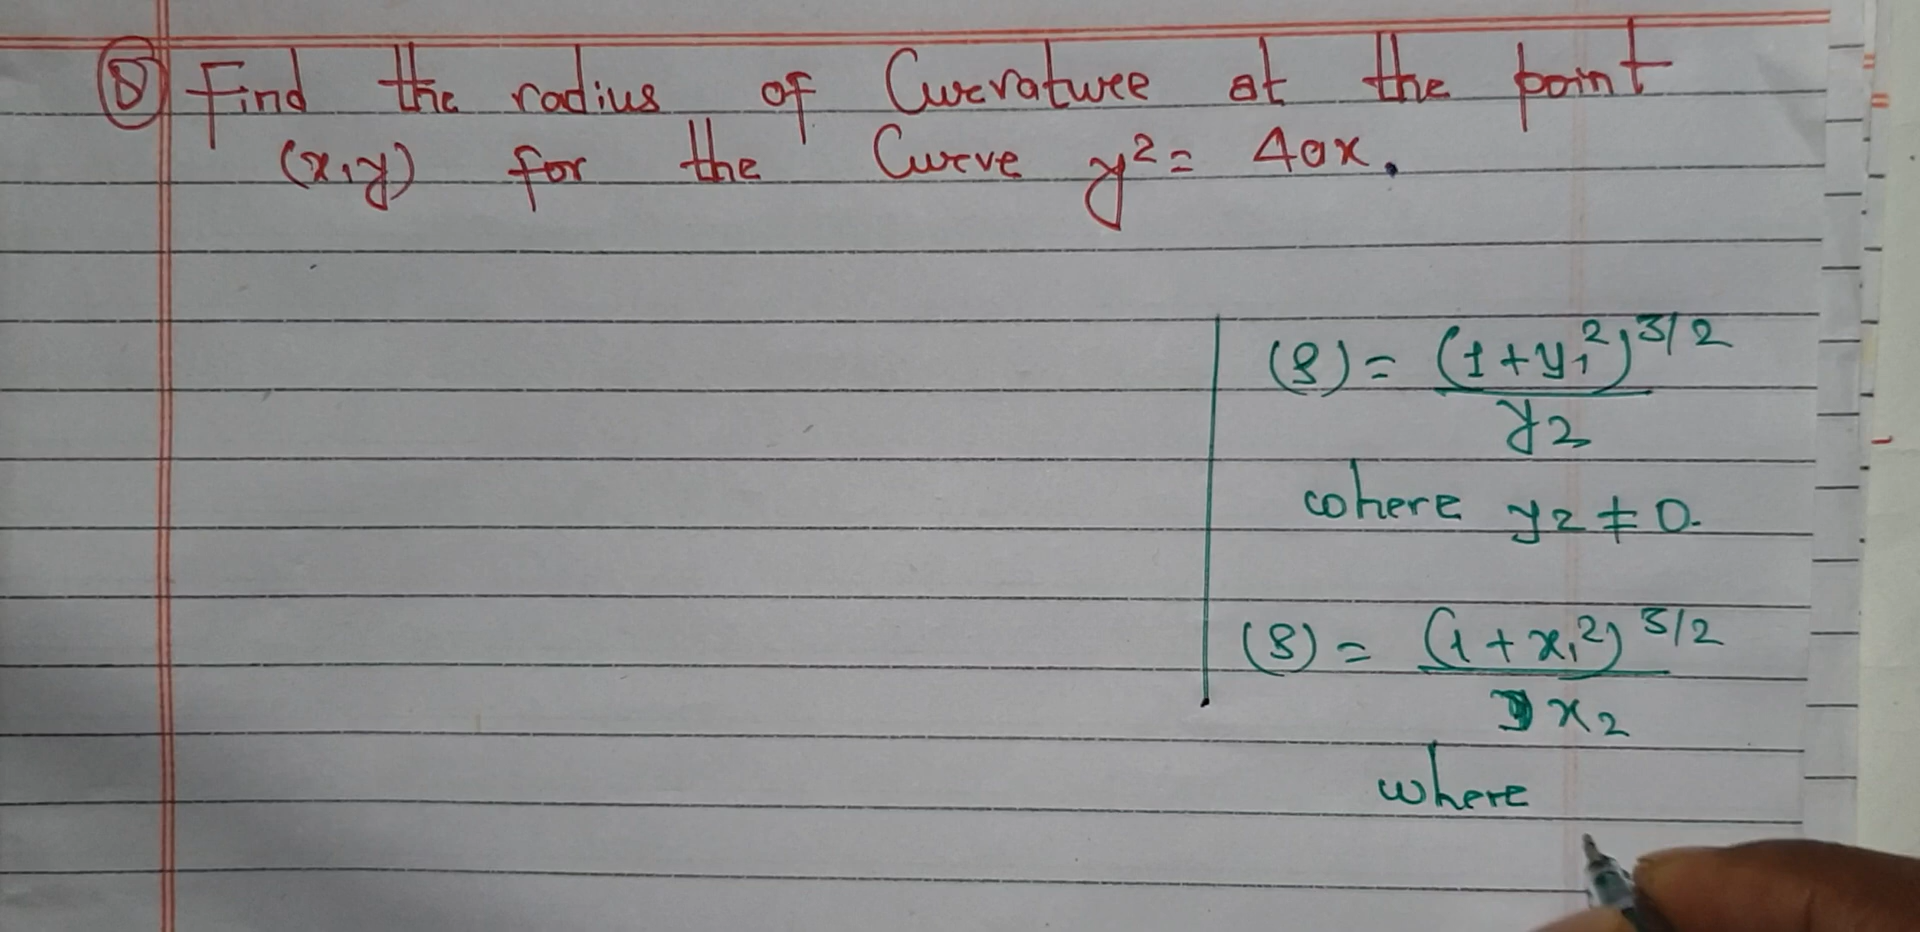 ⑧ Find the radius of Curvature at the point
(x,y) for the Curve y² = 4ax.
(ρ) = (1+y₁²)^3/2 / y₂
where y₂ ≠ 0.
(ρ) = (1+x₁²)^3/2 / x₂
where